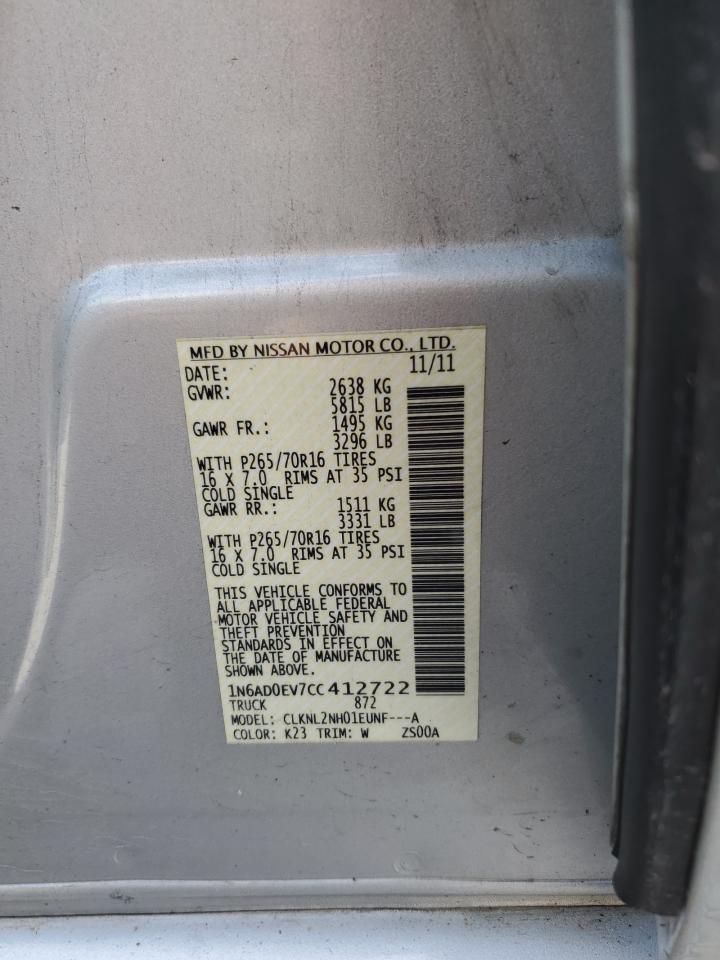 MFD BY NISSAN MOTOR CO., LTD.
DATE: 11/11
GVWR: 2638 KG
5815 LB
GAWR FR.: 1495 KG
3296 LB
WITH P265/70R16 TIRES
16 X 7.0 RIMS AT 35 PSI
COLD SINGLE
GAWR RR.: 1511 KG
3331 LB
WITH P265/70R16 TIRES
16 X 7.0 RIMS AT 35 PSI
COLD SINGLE
THIS VEHICLE CONFORMS TO
ALL APPLICABLE FEDERAL
MOTOR VEHICLE SAFETY AND
THEFT PREVENTION
STANDARDS IN EFFECT ON
THE DATE OF MANUFACTURE
SHOWN ABOVE.
1N6AD0EV7CC412722
TRUCK 872
MODEL: CLKNL2NH01EUNF---A
COLOR: K23 TRIM: W ZS00A